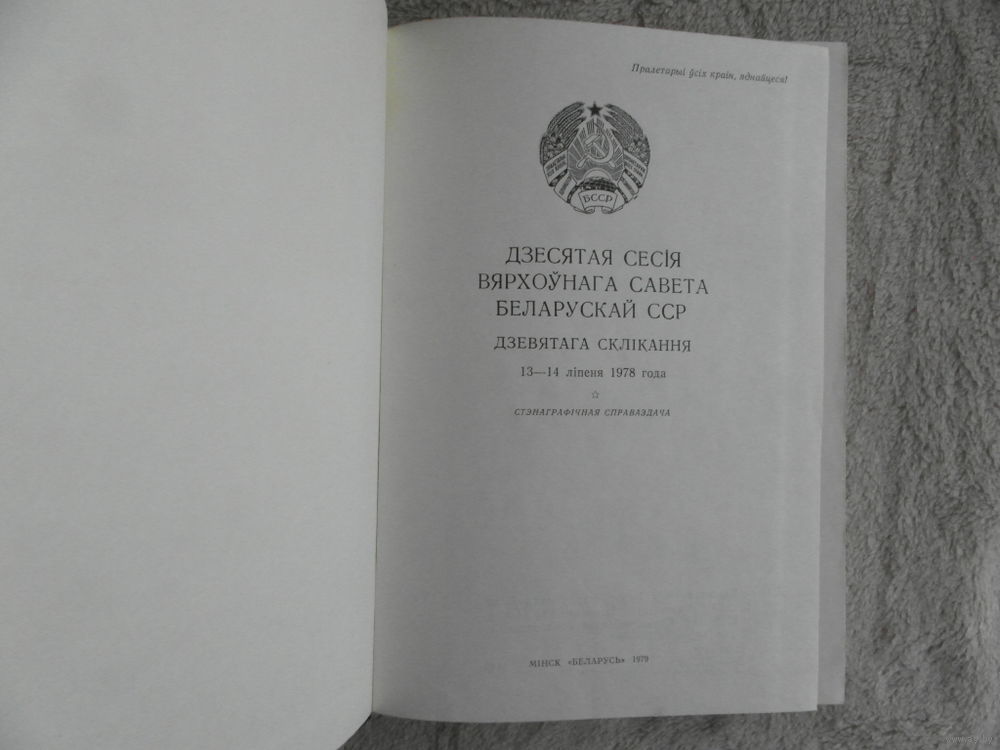 Пралетарыі ўсіх краін, яднайцеся!
БССР
ДЗЕСЯТАЯ СЕСІЯ
ВЯРХОЎНАГА САВЕТА
БЕЛАРУСКАЙ ССР
ДЗЕВЯТАГА СКЛІКАННЯ
13—14 ліпеня 1978 года
СТЭНАГРАФІЧНАЯ СПРАВАЗДАЧА
МІНСК «БЕЛАРУСЬ» 1979